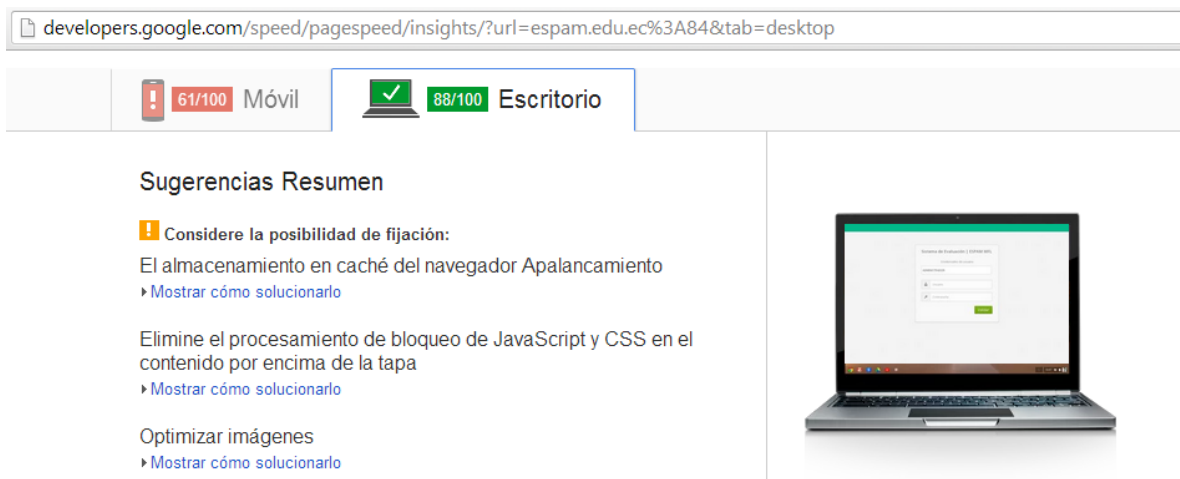 developers.google.com/speed/pagespeed/insights/?url=espam.edu.ec%3A84&tab=desktop
61/100 Móvil
88/100 Escritorio
Sugerencias Resumen
Considere la posibilidad de fijación:
El almacenamiento en caché del navegador Apalancamiento
Mostrar cómo solucionarlo
Elimine el procesamiento de bloqueo de JavaScript y CSS en el
contenido por encima de la tapa
Mostrar cómo solucionarlo
Optimizar imágenes
Mostrar cómo solucionarlo